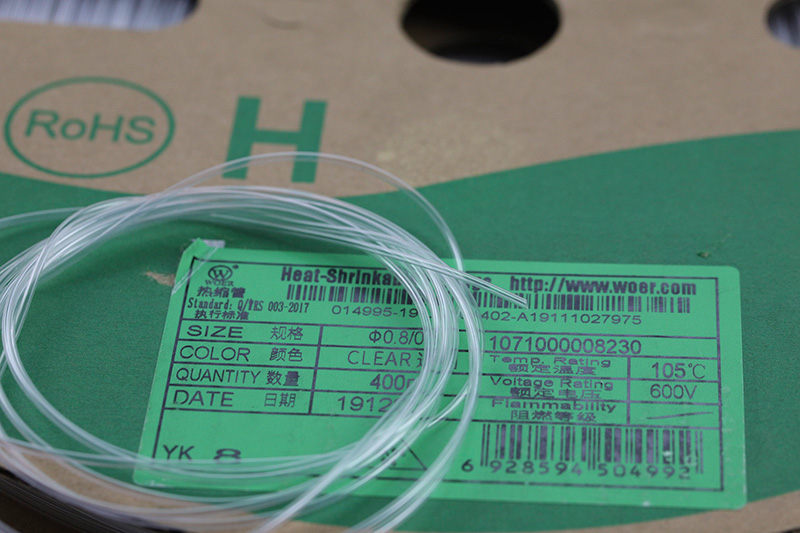 RoHS
H
W
WOER
热缩管
Heat-Shrinka http://www.woer.com
Standard: Q/WRS 003-2017
执行标准
014995-19 402-A19111027975
SIZE 规格 Φ0.8/0 1071000008230
COLOR 颜色 CLEAR
QUANTITY 数量 400
DATE 日期 1912
Temp. Rating 105℃
额定温度
Voltage Rating 600V
额定电压
Flammability
阻燃等级
YK 8
6 928594 504992